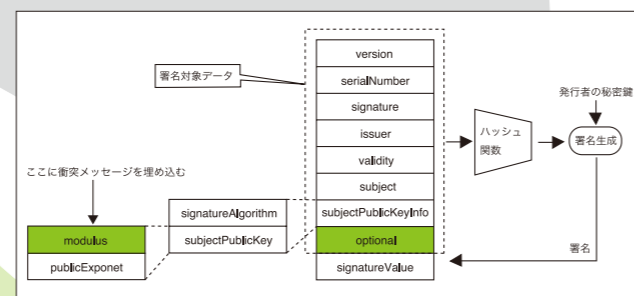 version
署名対象データ
serialNumber
発行者の秘密鍵
signature
issuer
ハッシュ
関数
署名生成
validity
ここに衝突メッセージを埋め込む
subject
signatureAlgorithm
subjectPublicKeyInfo
modulus
subjectPublicKey
optional
署名
publicExponet
signatureValue